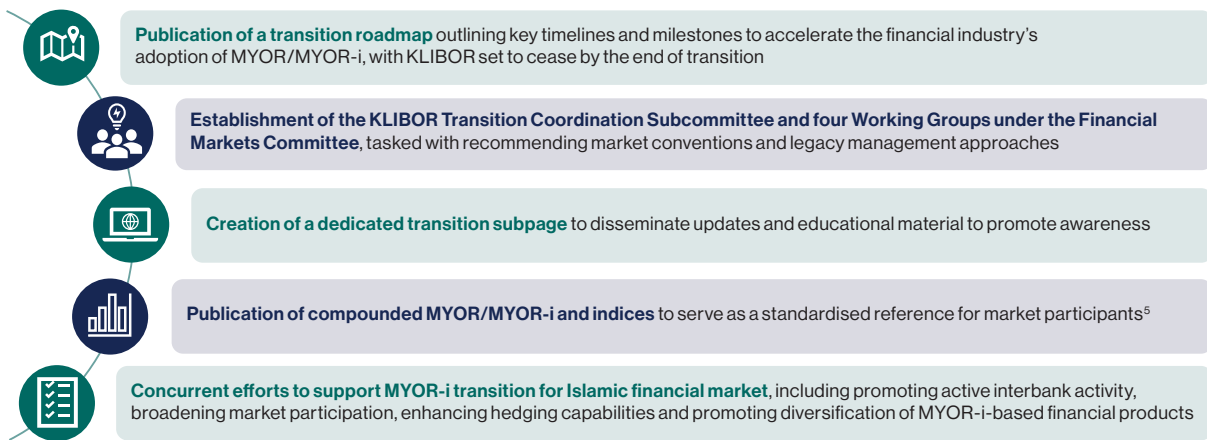 Publication of a transition roadmap outlining key timelines and milestones to accelerate the financial industry's
adoption of MYOR/MYOR-i, with KLIBOR set to cease by the end of transition
Establishment of the KLIBOR Transition Coordination Subcommittee and four Working Groups under the Financial
Markets Committee, tasked with recommending market conventions and legacy management approaches
Creation of a dedicated transition subpage to disseminate updates and educational material to promote awareness
Publication of compounded MYOR/MYOR-i and indices to serve as a standardised reference for market participants⁵
Concurrent efforts to support MYOR-i transition for Islamic financial market, including promoting active interbank activity,
broadening market participation, enhancing hedging capabilities and promoting diversification of MYOR-i-based financial products